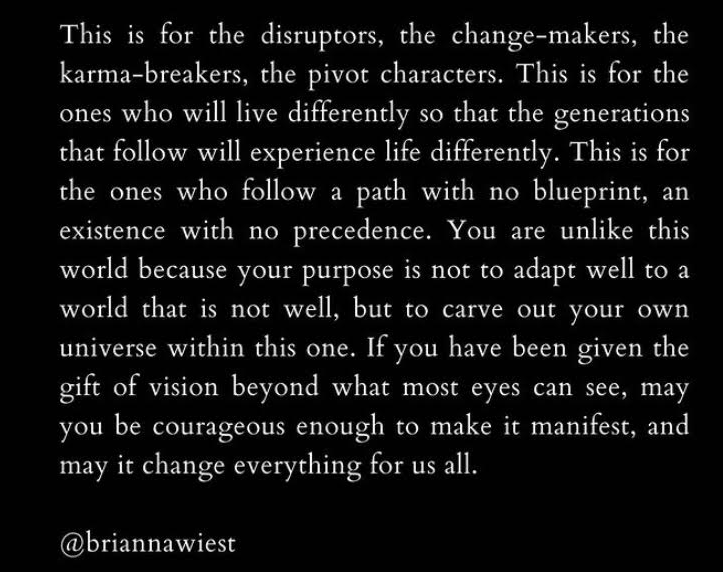 This is for the disruptors, the change-makers, the
karma-breakers, the pivot characters. This is for the
ones who will live differently so that the generations
that follow will experience life differently. This is for
the ones who follow a path with no blueprint, an
existence with no precedence. You are unlike this
world because your purpose is not to adapt well to a
world that is not well, but to carve out your own
universe within this one. If you have been given the
gift of vision beyond what most eyes can see, may
you be courageous enough to make it manifest, and
may it change everything for us all.
@briannawiest